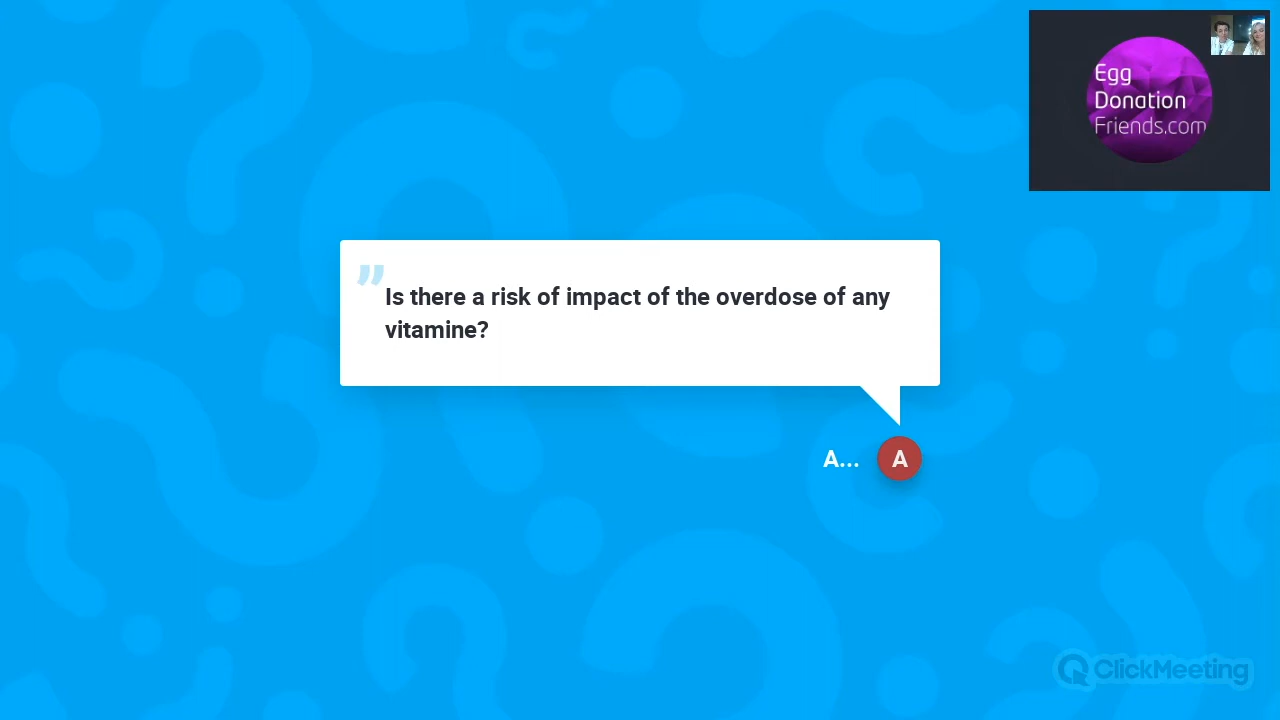 Egg
Donation
Friends.com
" Is there a risk of impact of the overdose of any
vitamine?
A... A
ClickMeeting